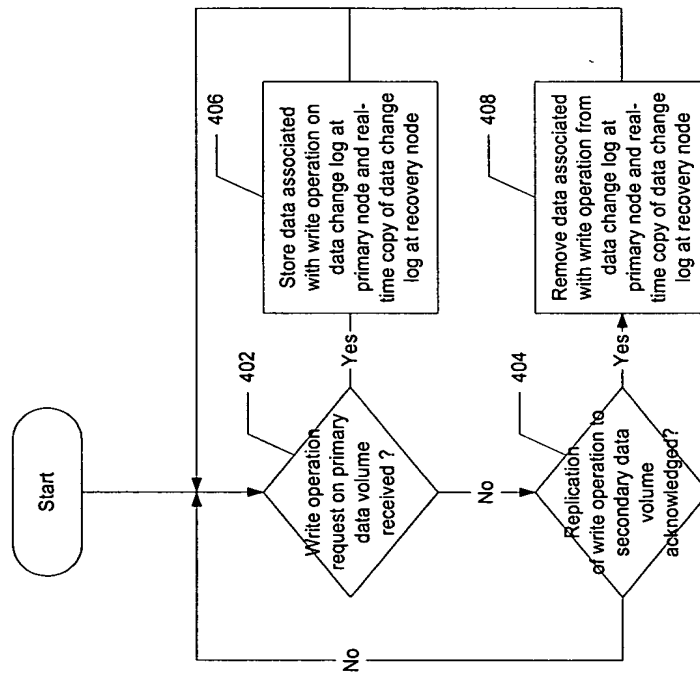 Start
402
Write operation
request on primary
data volume
received ?
Yes
406
Store data associated
with write operation on
data change log at
primary node and real-
time copy of data change
log at recovery node
No
404
Replication
of write operation to
secondary data
volume
acknowledged?
Yes
408
Remove data associated
with write operation from
data change log at
primary node and real-
time copy of data change
log at recovery node
No